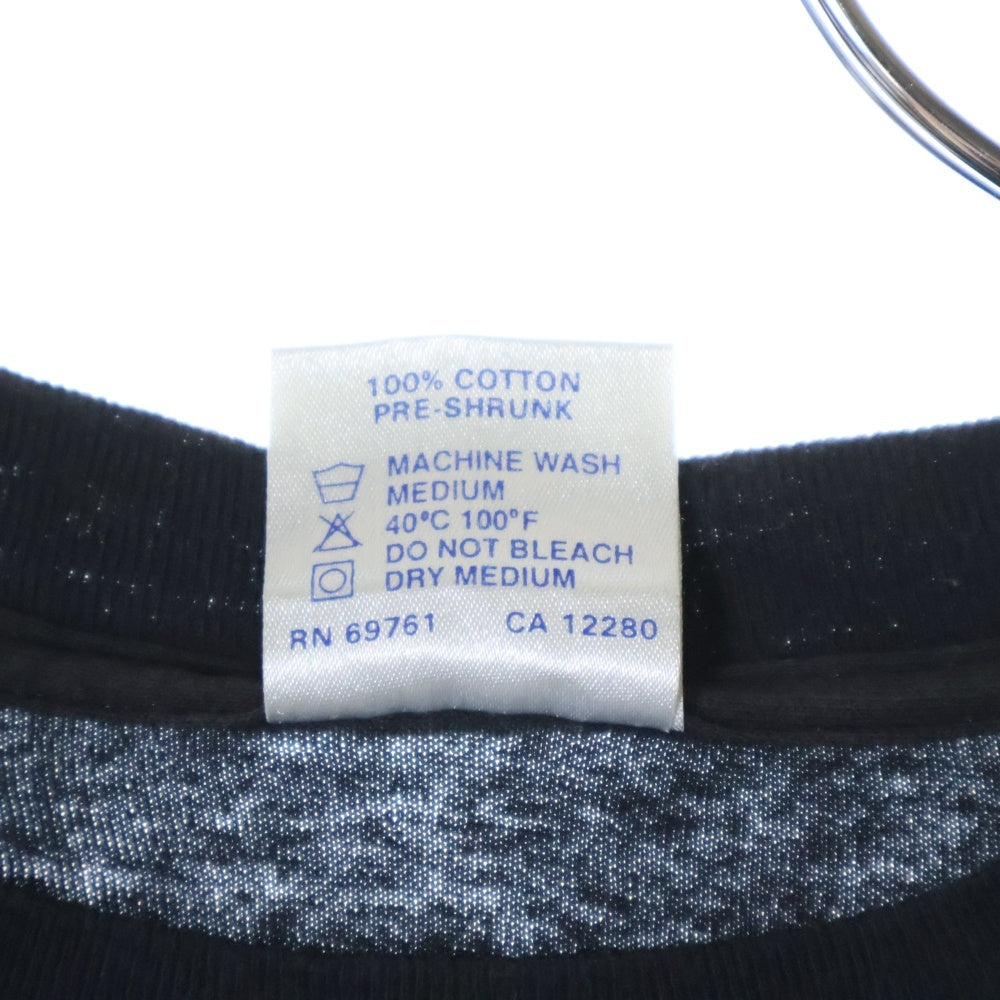 100% COTTON
PRE-SHRUNK
MACHINE WASH
MEDIUM
40°C 100°F
DO NOT BLEACH
DRY MEDIUM
RN 69761 CA 12280